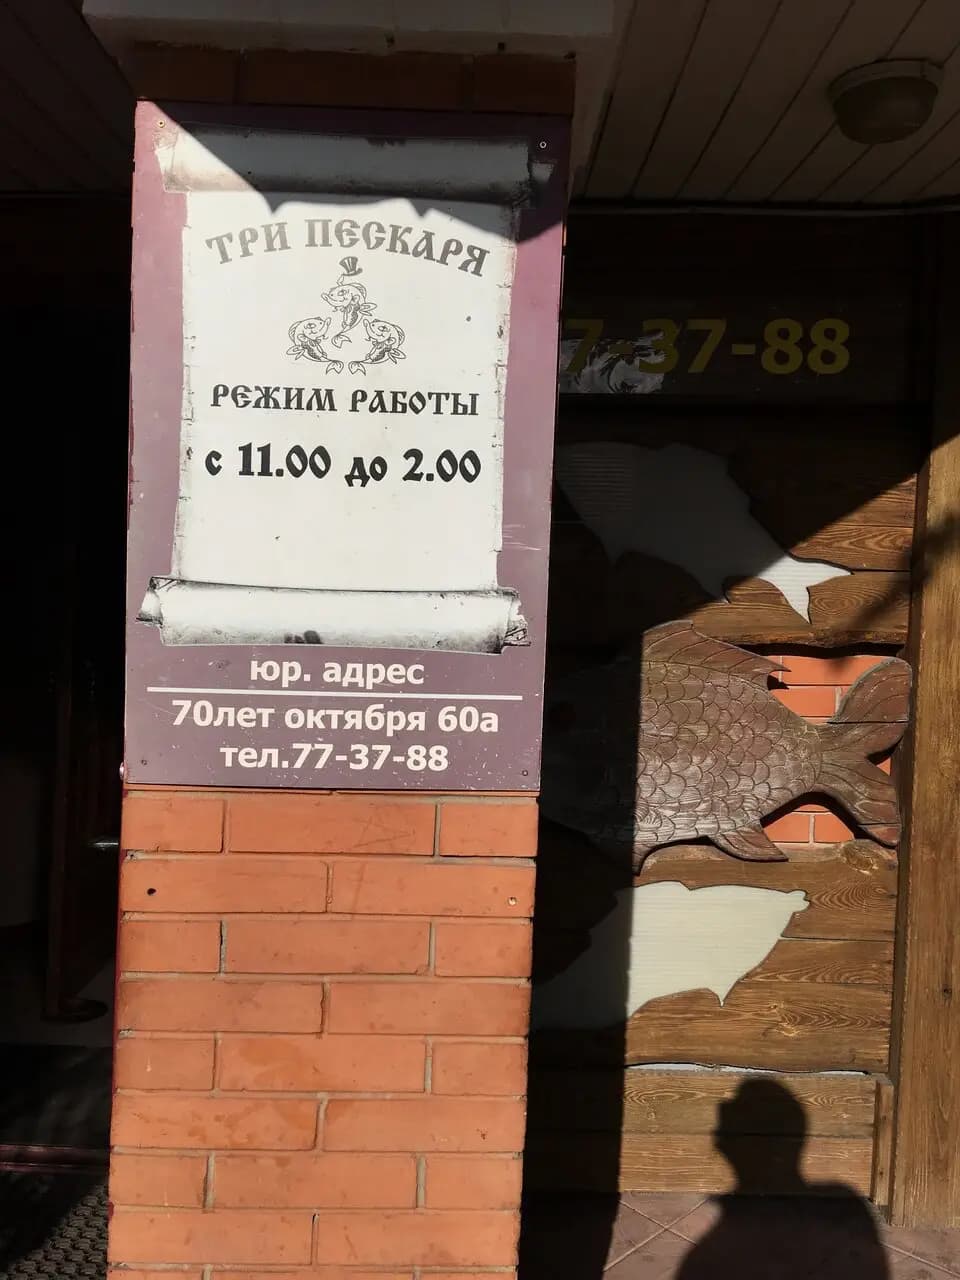 ТРИ ПЕСКАРЯ
РЕЖИМ РАБОТЫ
с 11.00 до 2.00
юр. адрес
70лет октября 60а
тел.77-37-88
7-37-88